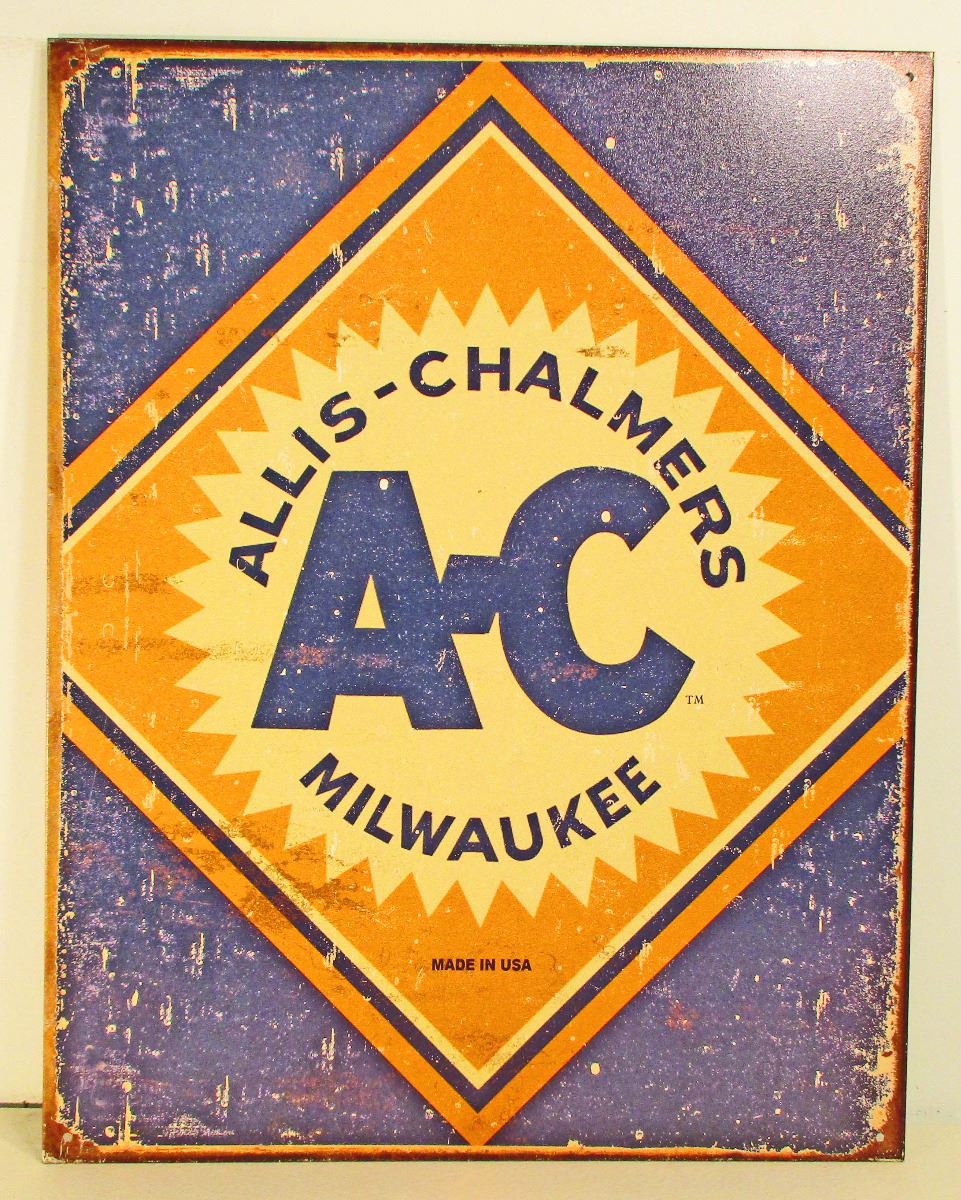 ALLIS-CHALMERS
A-C
TM
MILWAUKEE
MADE IN USA